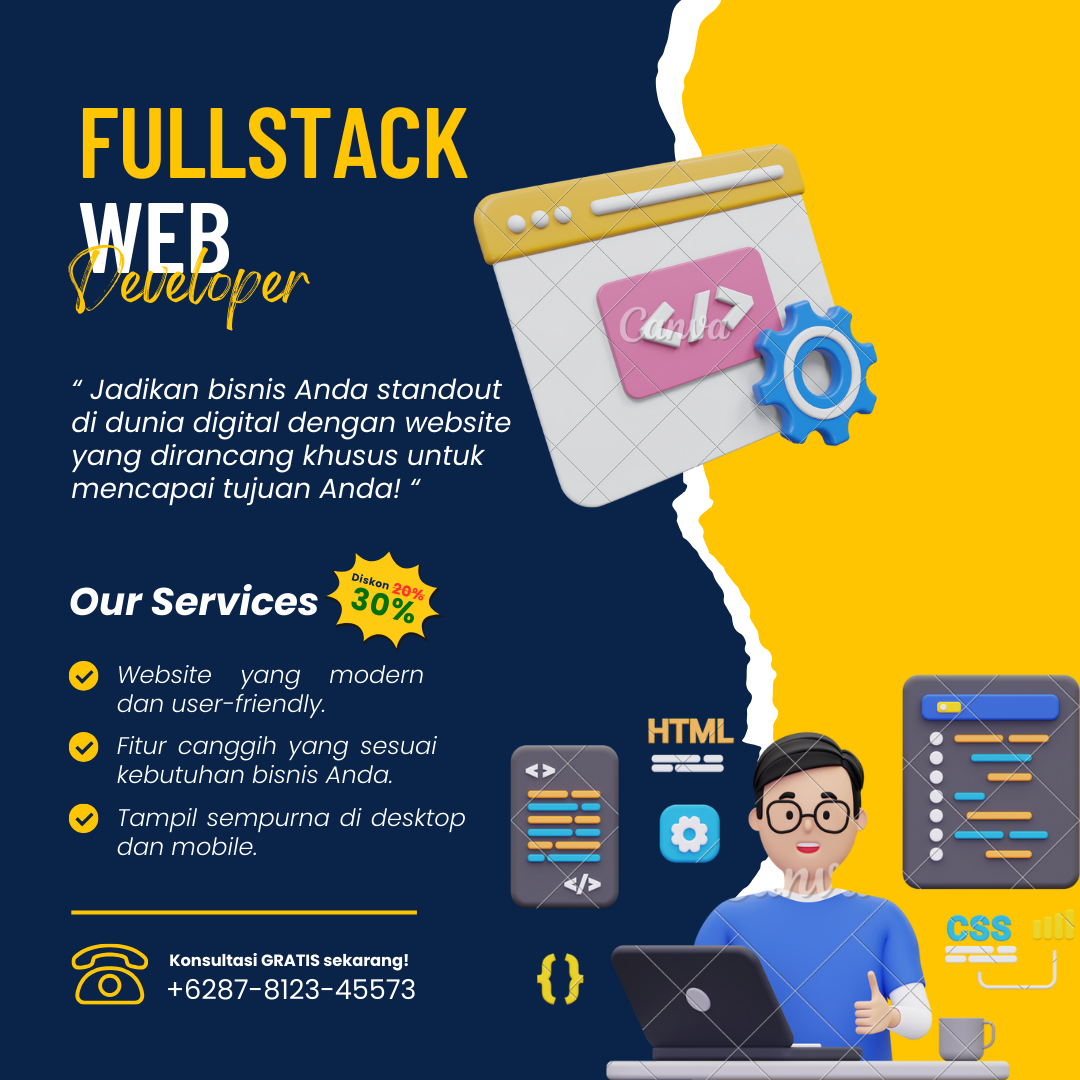 FULLSTACK
WEB
Developer
“ Jadikan bisnis Anda standout
di dunia digital dengan website
yang dirancang khusus untuk
mencapai tujuan Anda! “
Our Services
Diskon 20%
30%
Website yang modern
dan user-friendly.
Fitur canggih yang sesuai
kebutuhan bisnis Anda.
Tampil sempurna di desktop
dan mobile.
Konsultasi GRATIS sekarang!
+6287-8123-45573
</>
Canva
HTML
<>
</>
{}
Canva
CSS